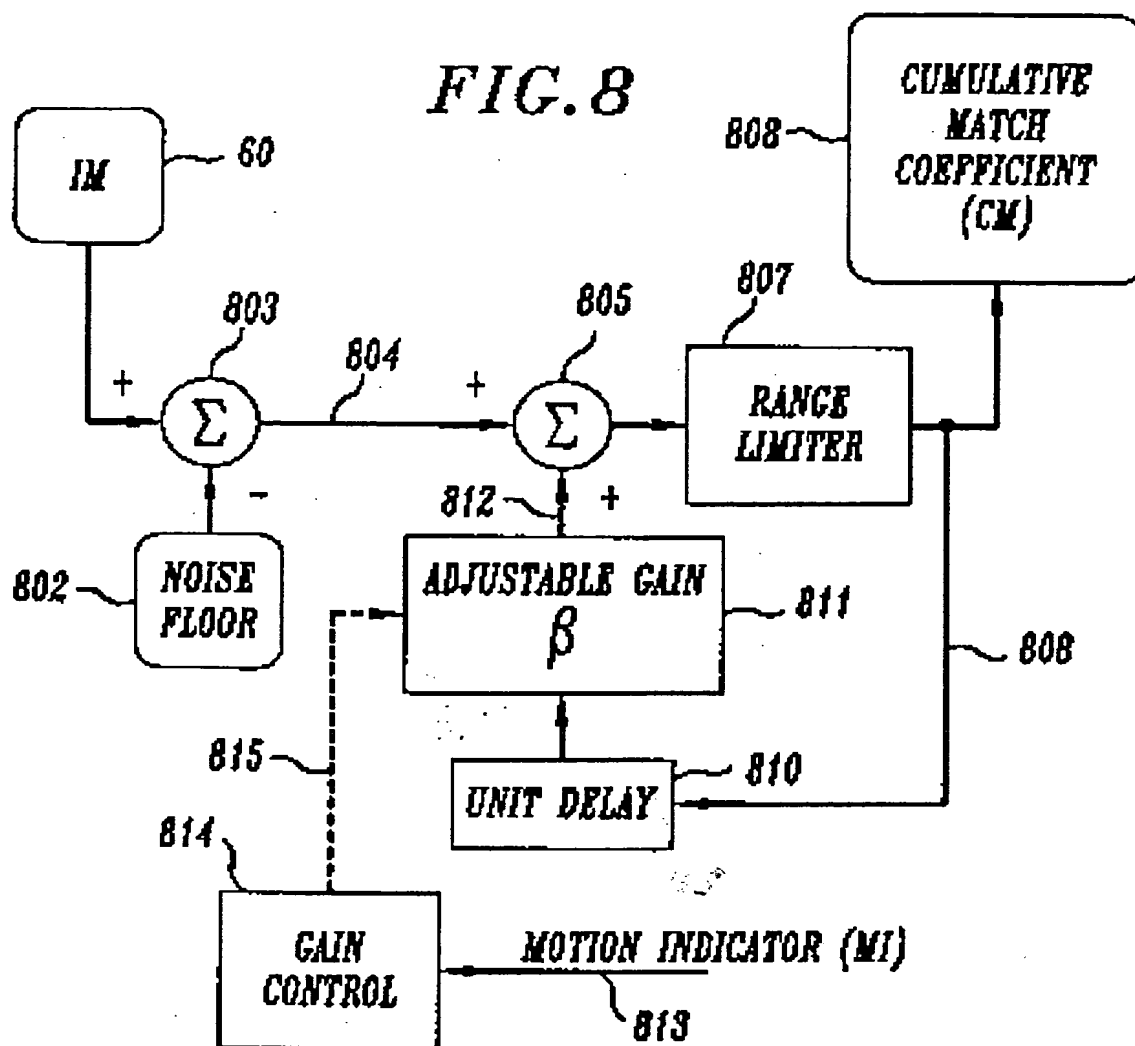 FIG. 8
IM
60
CUMULATIVE
MATCH
COEFFICIENT
(CM)
808
803
804
805
807
+
Σ
+
Σ
RANGE
LIMITER
-
+
812
802
NOISE
FLOOR
ADJUSTABLE GAIN
β
811
808
815
UNIT DELAY
810
814
GAIN
CONTROL
MOTION INDICATOR (MI)
813